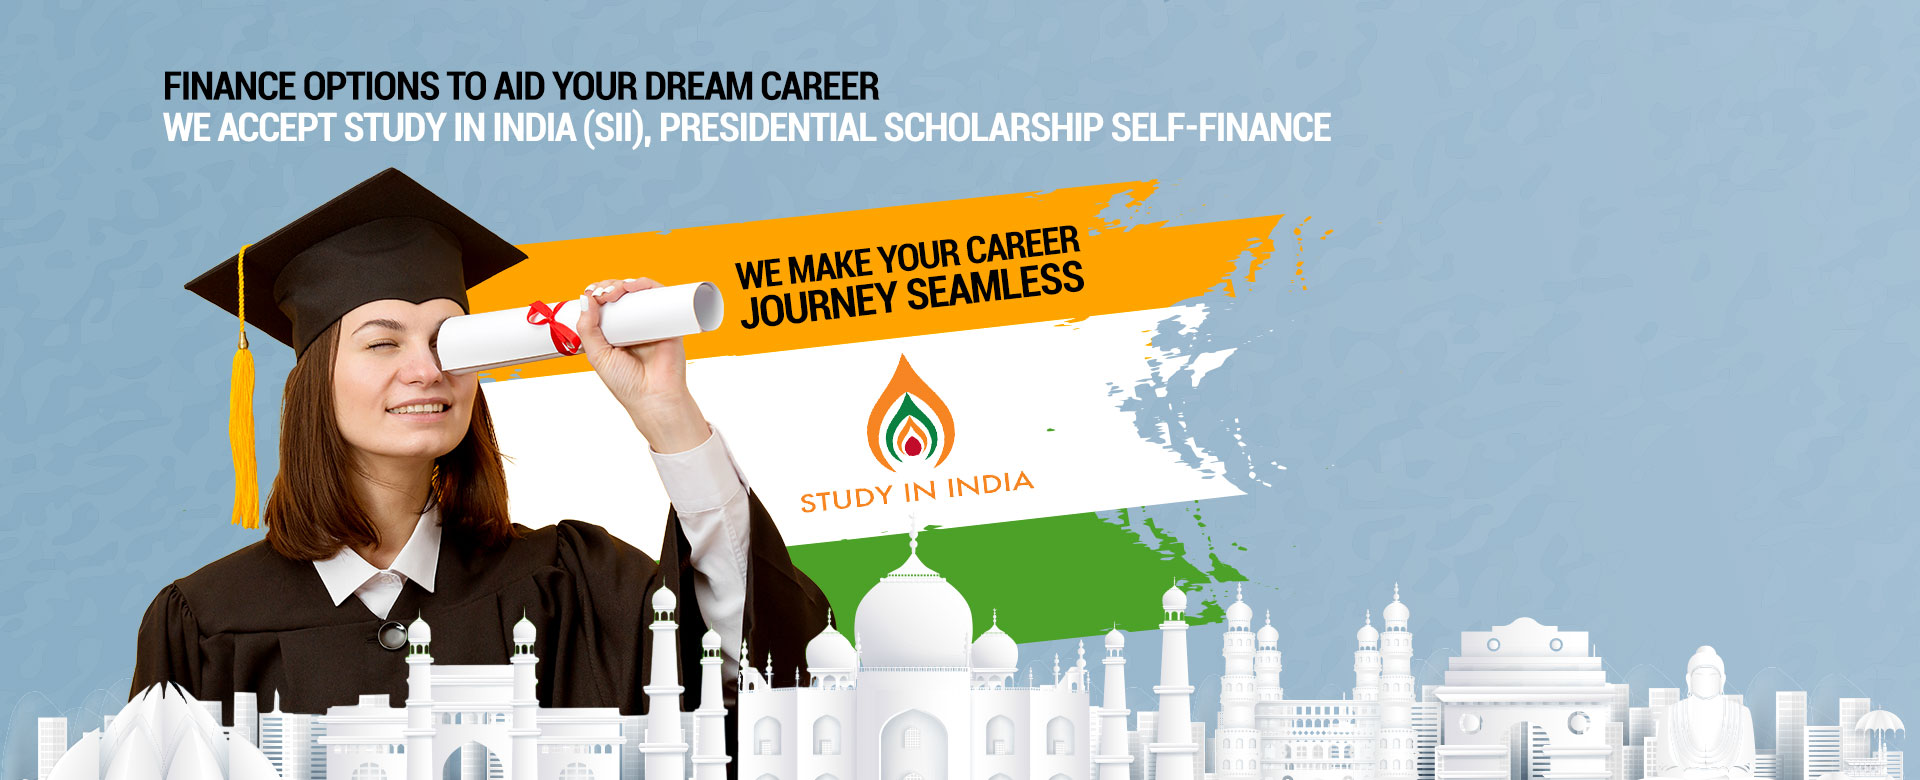 FINANCE OPTIONS TO AID YOUR DREAM CAREER
WE ACCEPT STUDY IN INDIA (SII), PRESIDENTIAL SCHOLARSHIP SELF-FINANCE
WE MAKE YOUR CAREER
JOURNEY SEAMLESS
STUDY IN INDIA